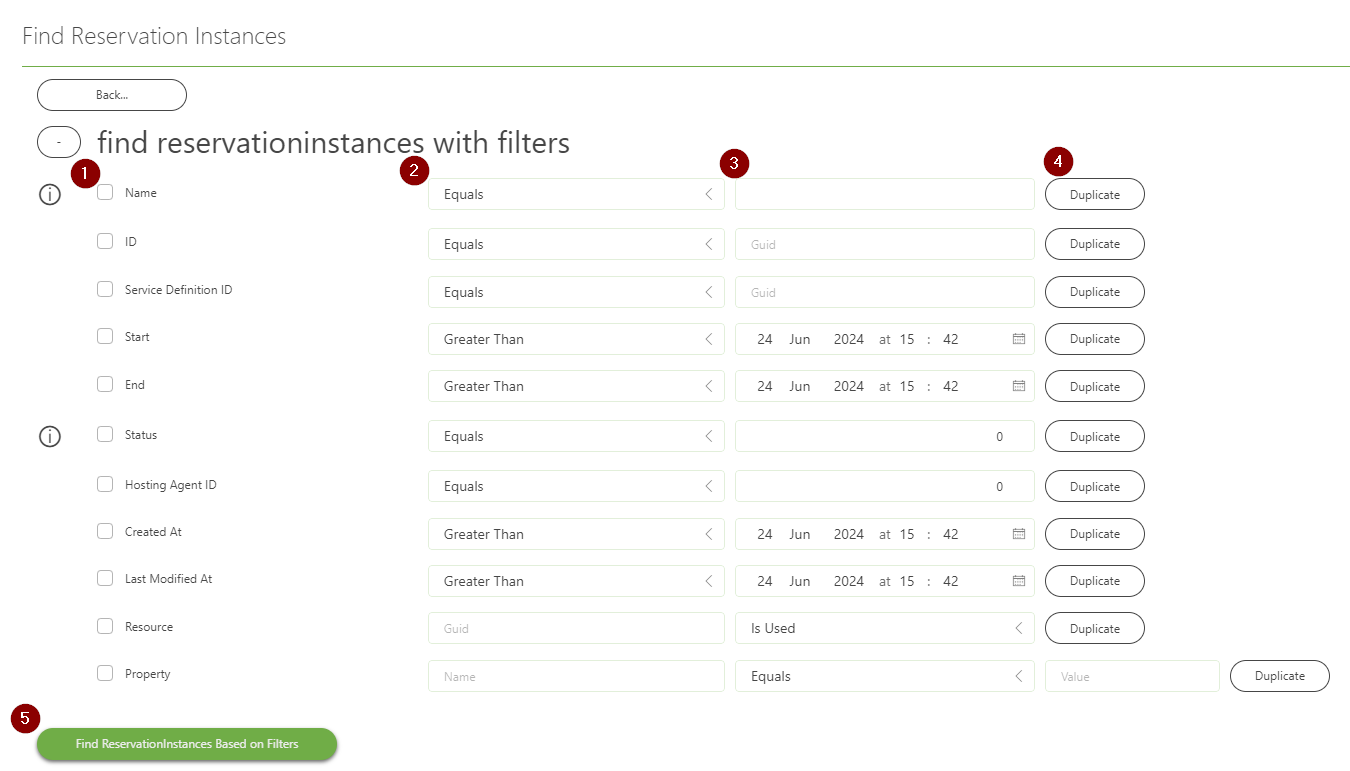 Find Reservation Instances
Back...
- find reservationinstances with filters
1 2 3 4
Name Equals Duplicate
ID Equals Guid Duplicate
Service Definition ID Equals Guid Duplicate
Start Greater Than 24 Jun 2024 at 15 : 42 Duplicate
End Greater Than 24 Jun 2024 at 15 : 42 Duplicate
Status Equals 0 Duplicate
Hosting Agent ID Equals 0 Duplicate
Created At Greater Than 24 Jun 2024 at 15 : 42 Duplicate
Last Modified At Greater Than 24 Jun 2024 at 15 : 42 Duplicate
Resource Guid Is Used Duplicate
Property Name Equals Value Duplicate
5
Find ReservationInstances Based on Filters